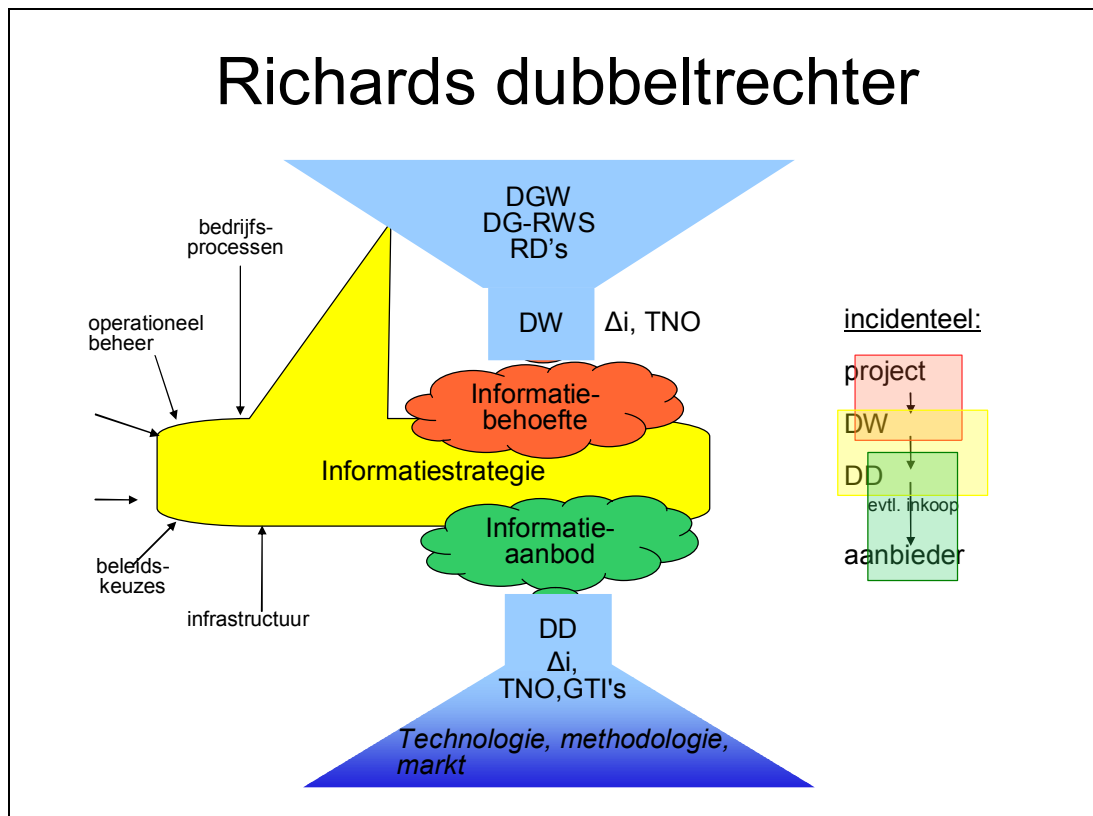 Richards dubbeltrechter
DGW
DG-RWS
RD's
bedrijfs-
processen
DW
Δi, TNO
operationeel
beheer
incidenteel:
project
DW
DD
evtl. inkoop
aanbieder
Informatie-
behoefte
Informatiestrategie
Informatie-
aanbod
beleids-
keuzes
infrastructuur
DD
Δi,
TNO,GTI's
Technologie, methodologie,
markt